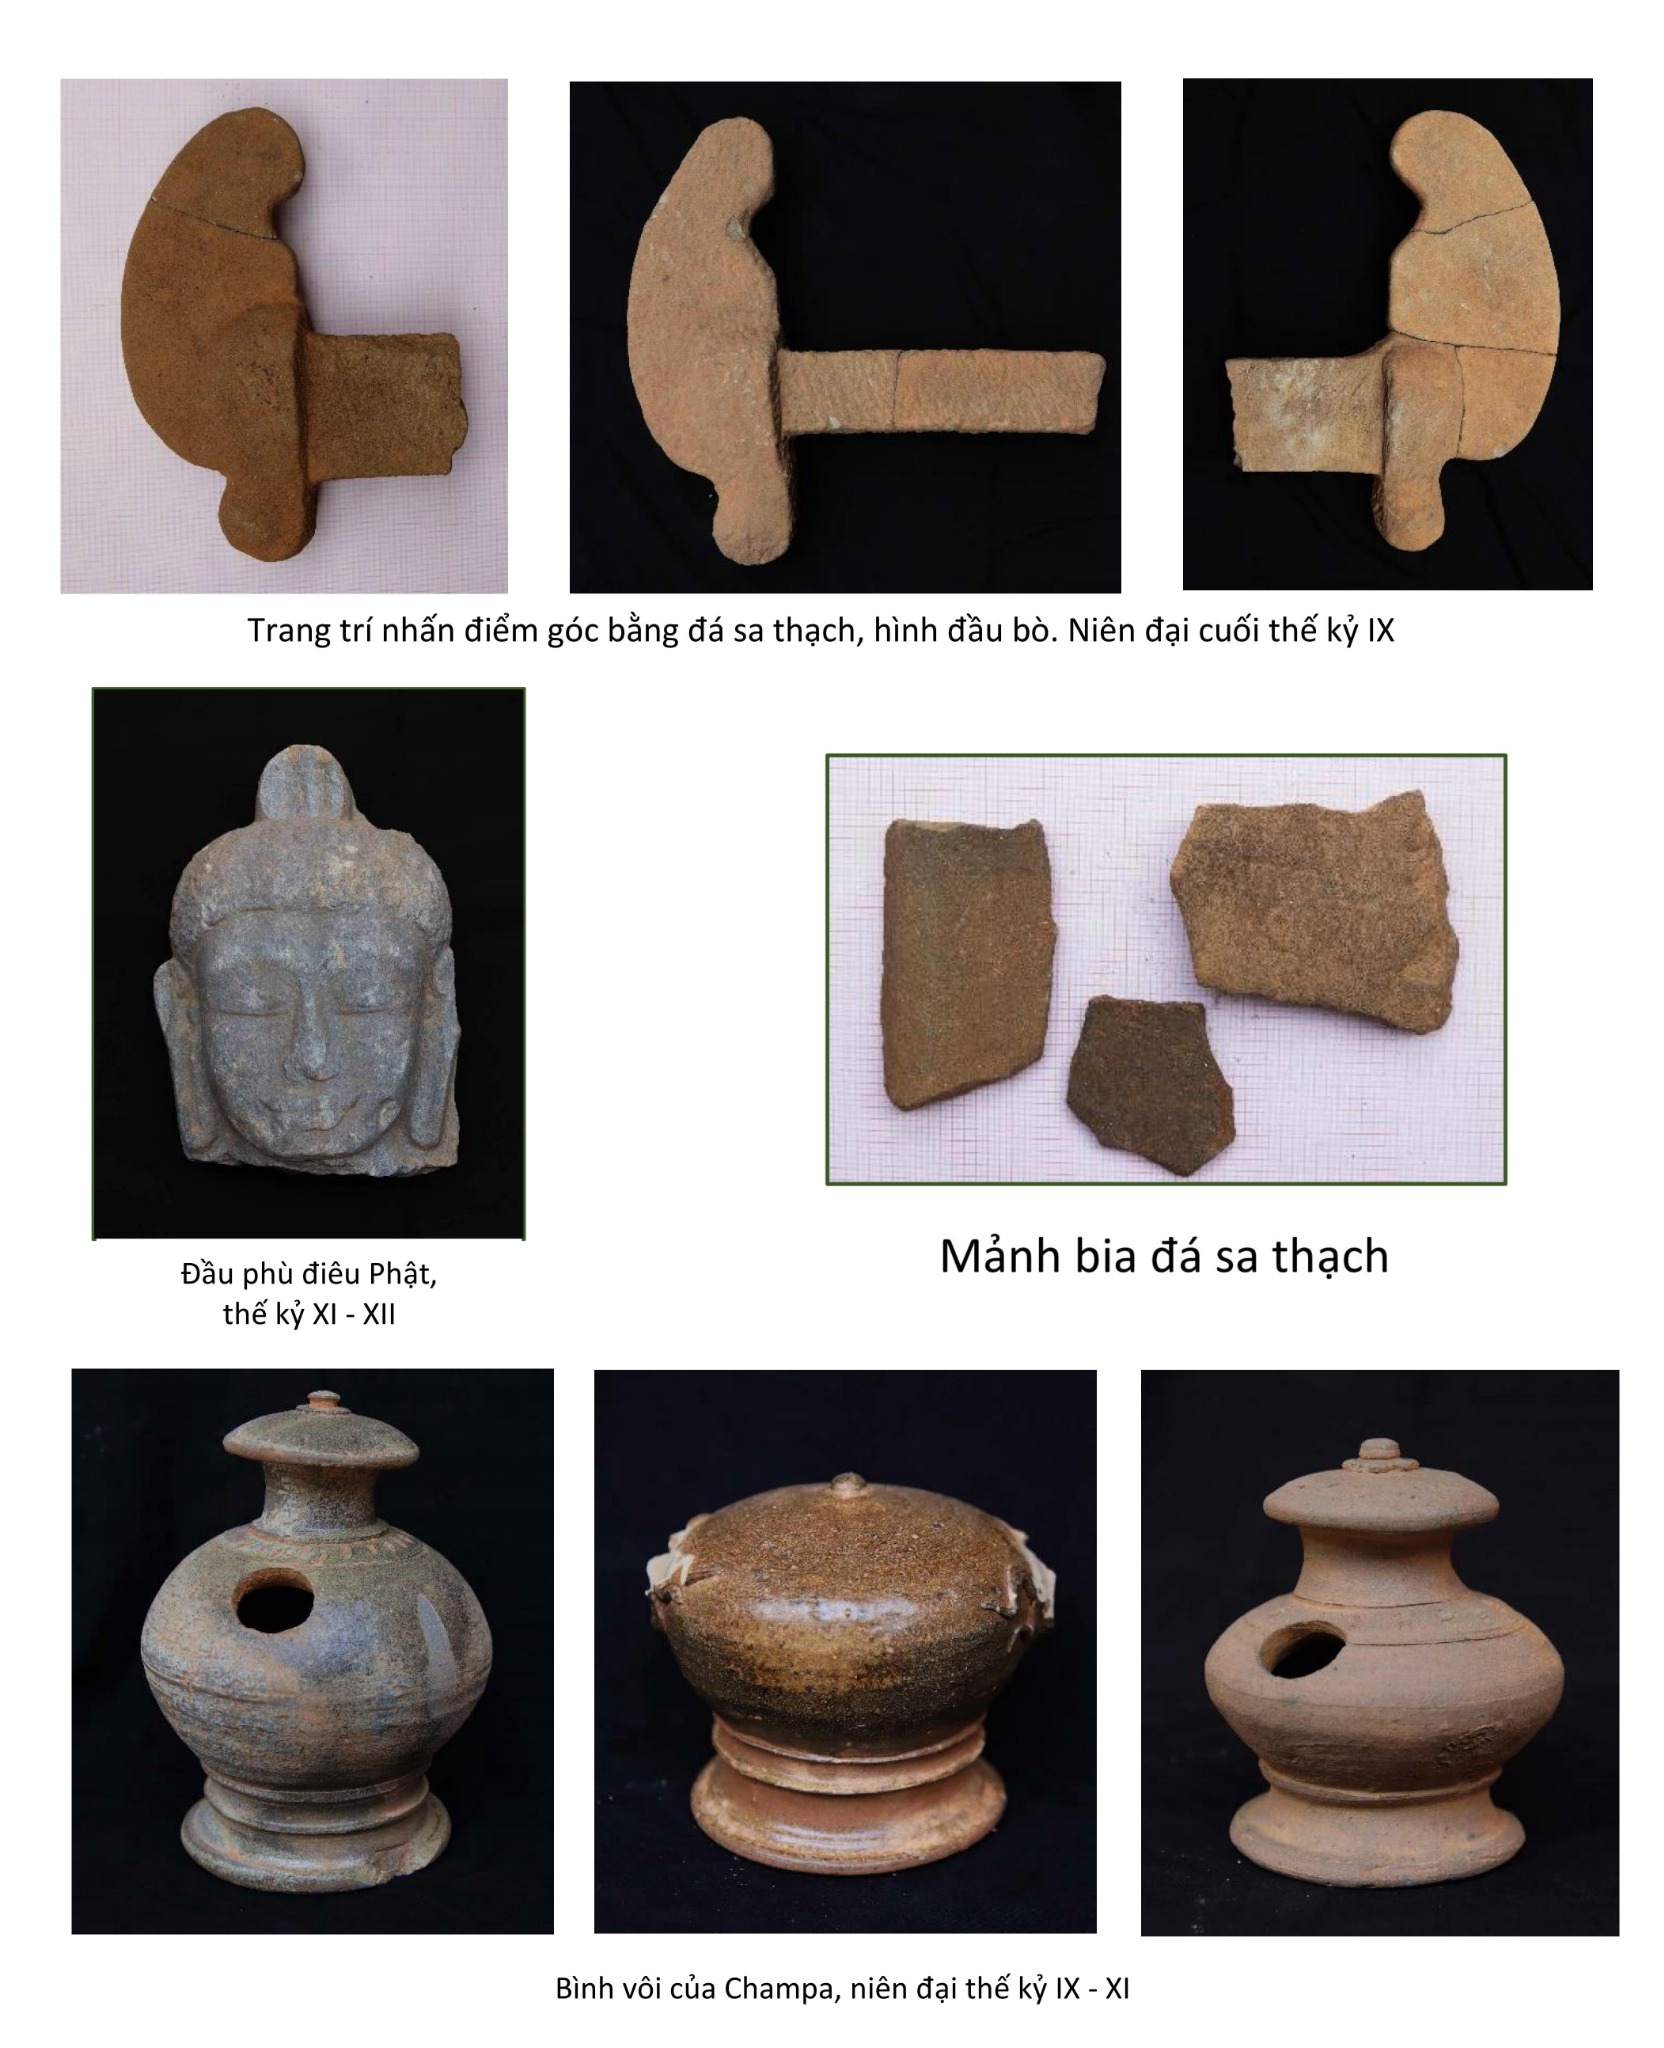 Trang trí nhấn điểm góc bằng đá sa thạch, hình đầu bò. Niên đại cuối thế kỷ IX
Đầu phù điêu Phật,
thế kỷ XI - XII
Mảnh bia đá sa thạch
Bình vôi của Champa, niên đại thế kỷ IX - XI